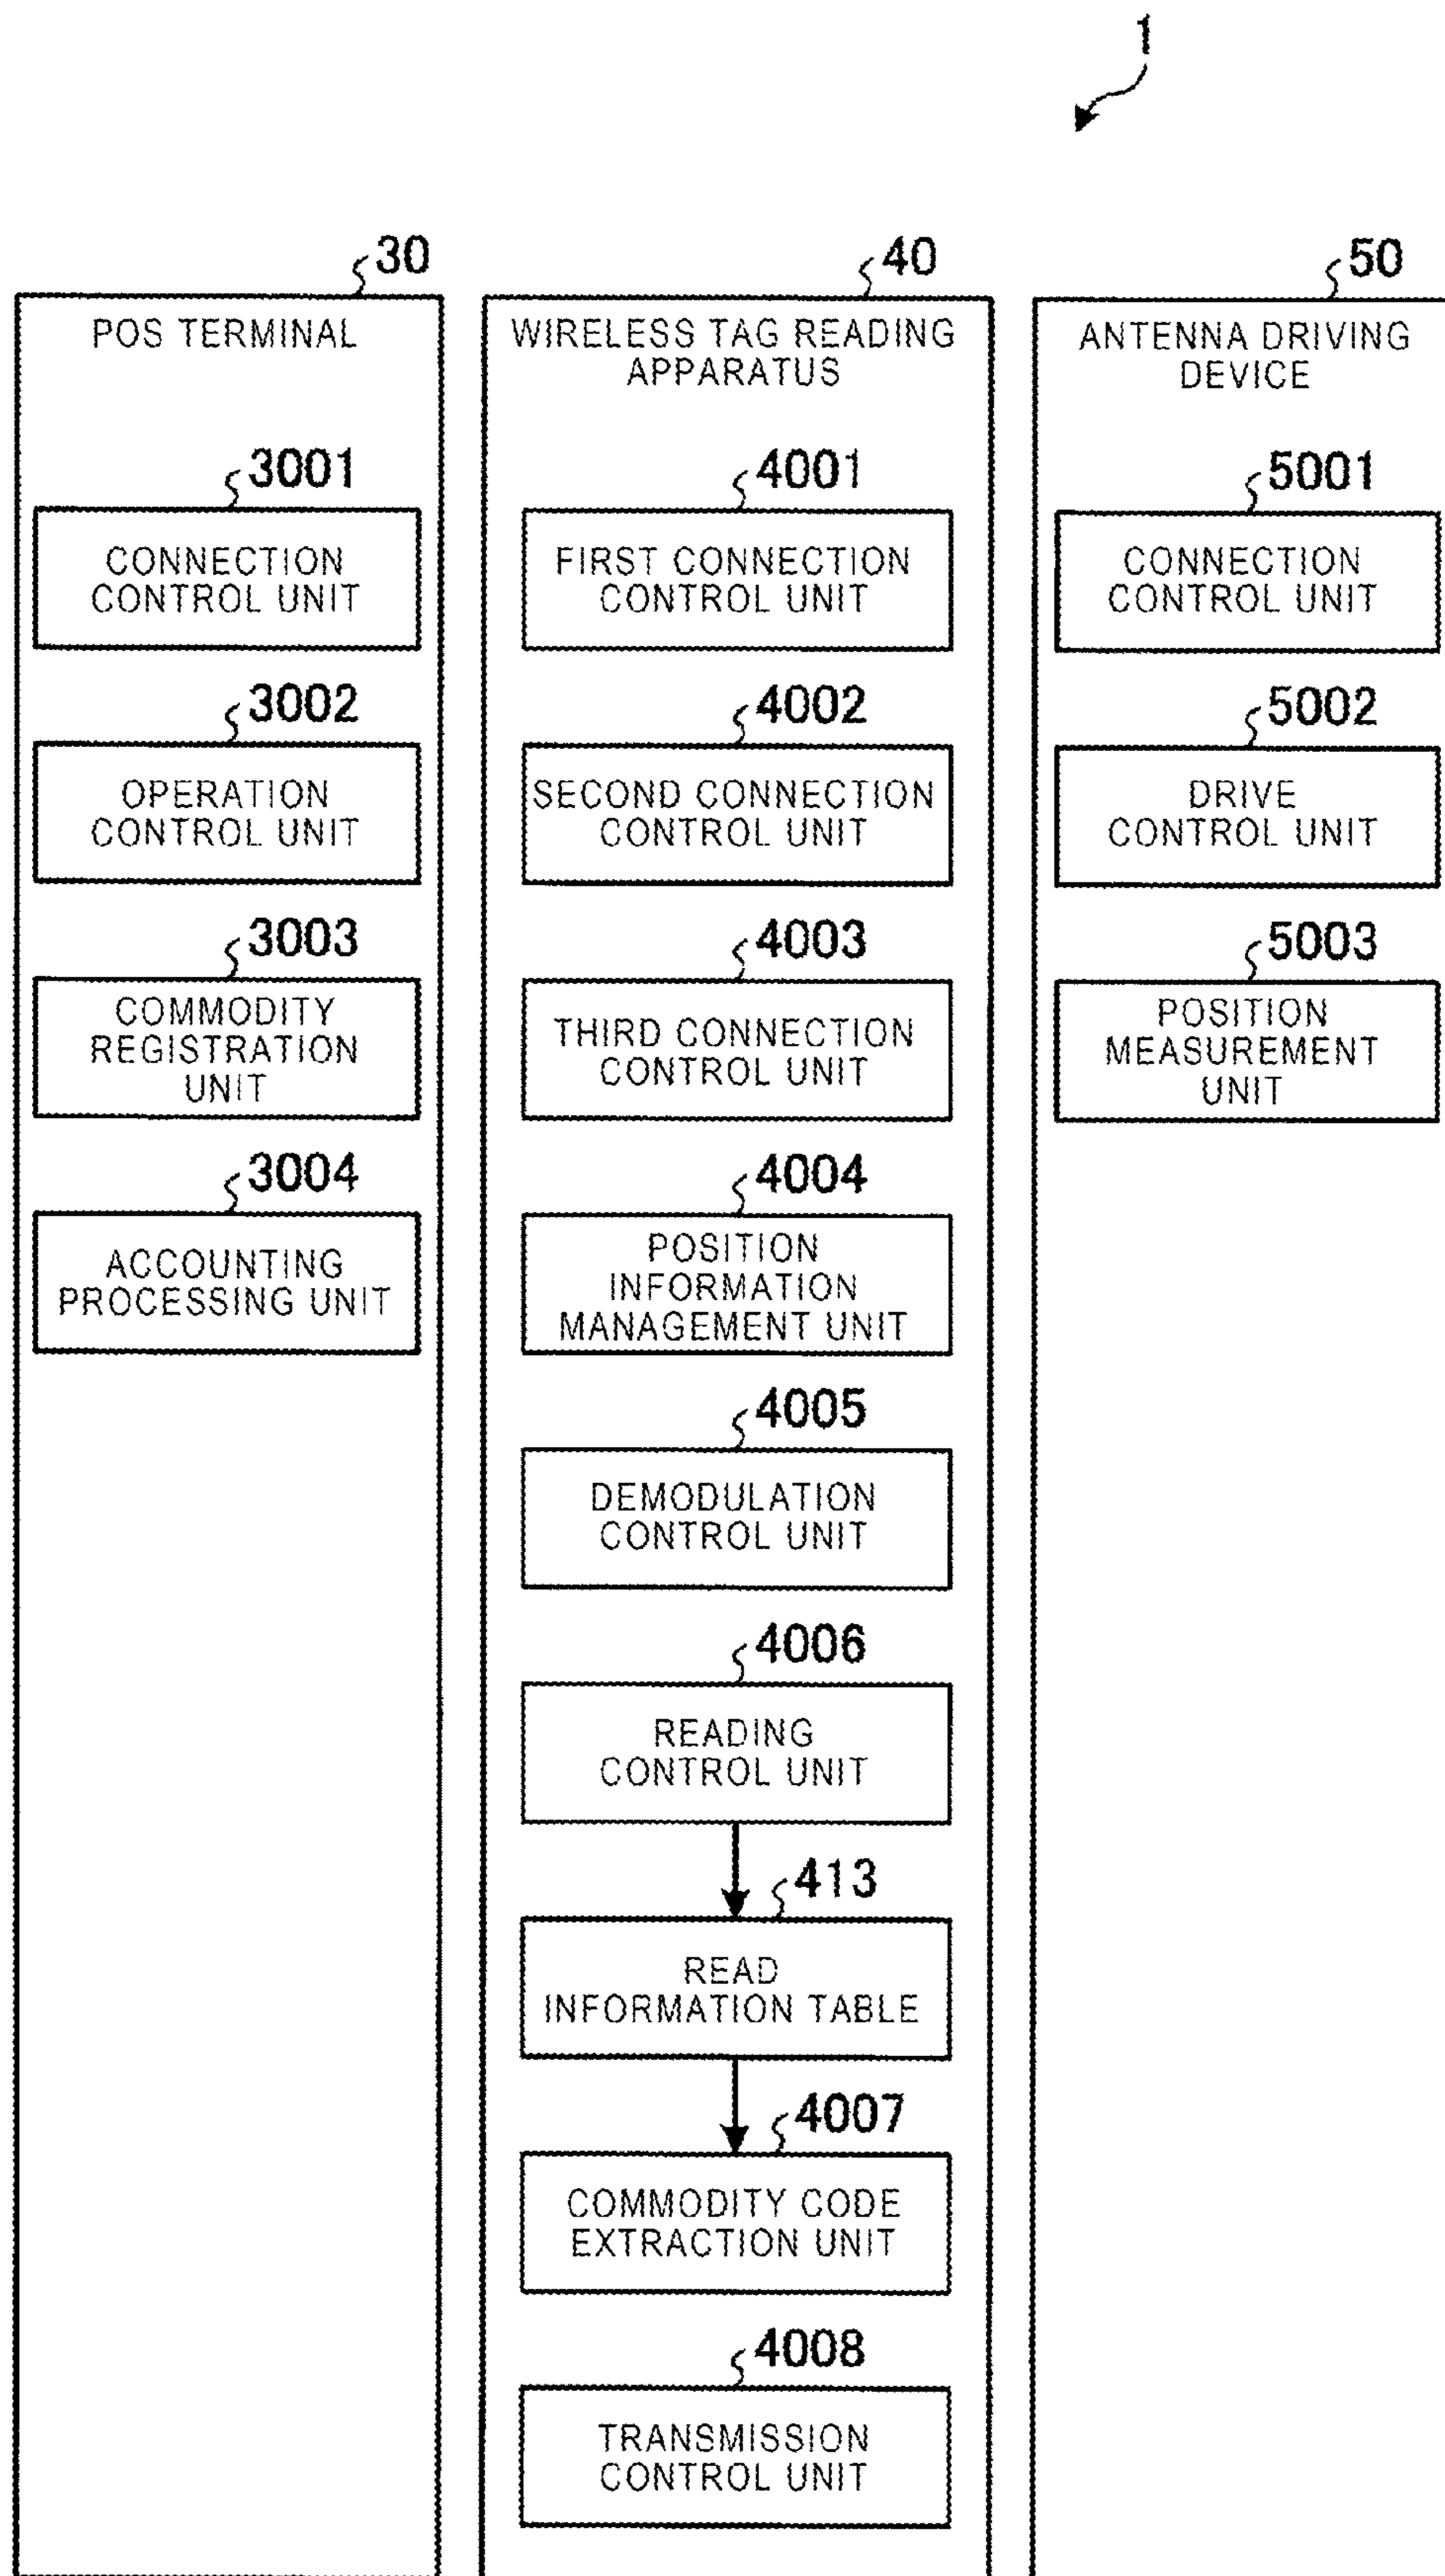 1
30
POS TERMINAL
3001
CONNECTION
CONTROL UNIT
3002
OPERATION
CONTROL UNIT
3003
COMMODITY
REGISTRATION
UNIT
3004
ACCOUNTING
PROCESSING UNIT
40
WIRELESS TAG READING
APPARATUS
4001
FIRST CONNECTION
CONTROL UNIT
4002
SECOND CONNECTION
CONTROL UNIT
4003
THIRD CONNECTION
CONTROL UNIT
4004
POSITION
INFORMATION
MANAGEMENT UNIT
4005
DEMODULATION
CONTROL UNIT
4006
READING
CONTROL UNIT
413
READ
INFORMATION TABLE
4007
COMMODITY CODE
EXTRACTION UNIT
4008
TRANSMISSION
CONTROL UNIT
50
ANTENNA DRIVING
DEVICE
5001
CONNECTION
CONTROL UNIT
5002
DRIVE
CONTROL UNIT
5003
POSITION
MEASUREMENT
UNIT